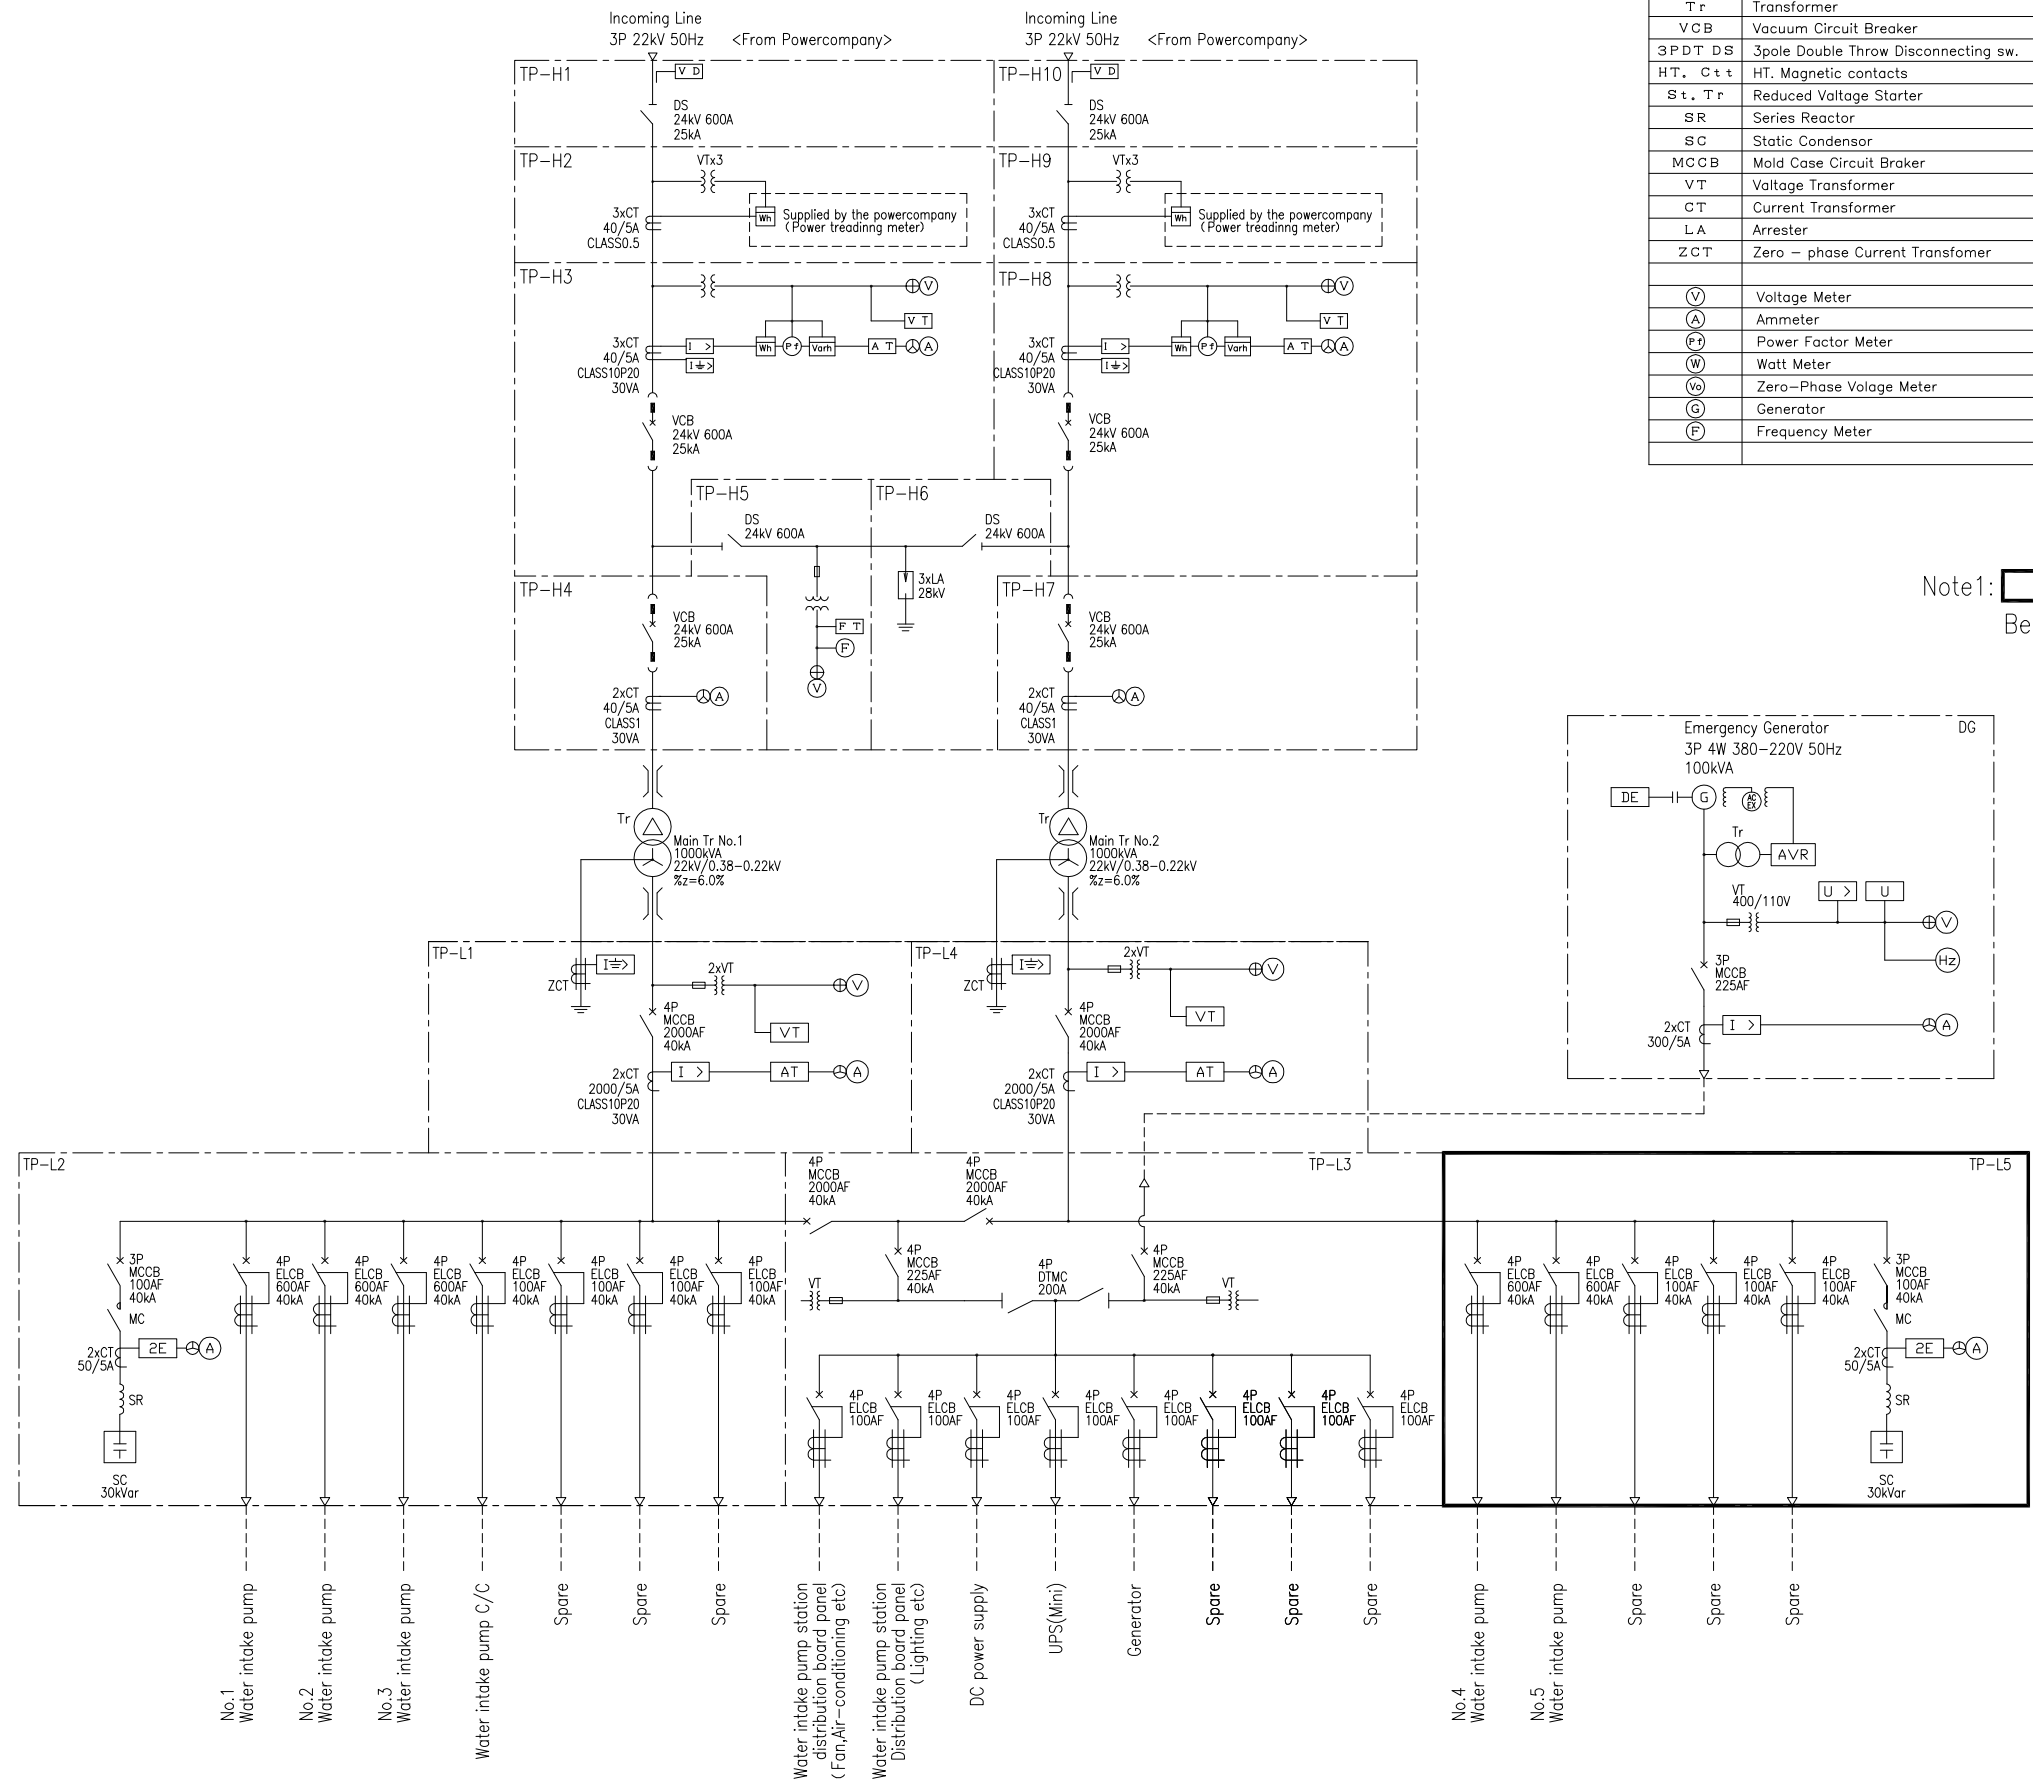 Incoming Line
3P 22kV 50Hz <From Powercompany>
Incoming Line
3P 22kV 50Hz <From Powercompany>
TP-H1
V D
DS
24kV 600A
25kA
TP-H10
V D
DS
24kV 600A
25kA
TP-H2
VTx3
3xCT
40/5A
CLASS0.5
Wh
Supplied by the powercompany
(Power treadinng meter)
TP-H9
VTx3
3xCT
40/5A
CLASS0.5
Wh
Supplied by the powercompany
(Power treadinng meter)
TP-H3
V
V T
3xCT
40/5A
CLASS10P20
30VA
I >
I >
Wh
Pf
Varh
A T
A
VCB
24kV 600A
25kA
TP-H8
V
V T
3xCT
40/5A
CLASS10P20
30VA
I >
I >
Wh
Pf
Varh
A T
A
VCB
24kV 600A
25kA
TP-H5
DS
24kV 600A
F T
F
V
TP-H6
DS
24kV 600A
3xLA
28kV
TP-H4
VCB
24kV 600A
25kA
2xCT
40/5A
CLASS1
30VA
A
TP-H7
VCB
24kV 600A
25kA
2xCT
40/5A
CLASS1
30VA
A
Tr
Main Tr No.1
1000kVA
22kV/0.38-0.22kV
%z=6.0%
Tr
Main Tr No.2
1000kVA
22kV/0.38-0.22kV
%z=6.0%
Tr Transformer
VCB Vacuum Circuit Breaker
3PDT DS 3pole Double Throw Disconnecting sw.
HT. Ctt HT. Magnetic contacts
St. Tr Reduced Valtage Starter
SR Series Reactor
SC Static Condensor
MCCB Mold Case Circuit Braker
VT Valtage Transformer
CT Current Transformer
LA Arrester
ZCT Zero - phase Current Transfomer
V Voltage Meter
A Ammeter
Pf Power Factor Meter
W Watt Meter
Vo Zero-Phase Volage Meter
G Generator
F Frequency Meter
Note1:
Be
Emergency Generator
3P 4W 380-220V 50Hz
100kVA
DG
DE
G
AC
EX
Tr
AVR
VT
400/110V
U >
U
V
Hz
3P
MCCB
225AF
2xCT
300/5A
I >
A
TP-L1
ZCT
I >
2xVT
V
VT
4P
MCCB
2000AF
40kA
2xCT
2000/5A
CLASS10P20
30VA
I >
AT
A
TP-L4
ZCT
I >
2xVT
V
VT
4P
MCCB
2000AF
40kA
2xCT
2000/5A
CLASS10P20
30VA
I >
AT
A
TP-L2
3P
MCCB
100AF
40kA
MC
2xCT
50/5A
2E
A
SR
SC
30kVar
4P
ELCB
600AF
40kA
4P
ELCB
600AF
40kA
4P
ELCB
600AF
40kA
4P
ELCB
100AF
40kA
4P
ELCB
100AF
40kA
4P
ELCB
100AF
40kA
4P
ELCB
100AF
40kA
TP-L3
4P
MCCB
2000AF
40kA
4P
MCCB
2000AF
40kA
VT
4P
MCCB
225AF
40kA
4P
DTMC
200A
4P
MCCB
225AF
40kA
VT
4P
ELCB
100AF
4P
ELCB
100AF
4P
ELCB
100AF
4P
ELCB
100AF
4P
ELCB
100AF
4P
ELCB
100AF
4P
ELCB
100AF
4P
ELCB
100AF
TP-L5
4P
ELCB
600AF
40kA
4P
ELCB
600AF
40kA
4P
ELCB
100AF
40kA
4P
ELCB
100AF
40kA
4P
ELCB
100AF
40kA
3P
MCCB
100AF
40kA
MC
2xCT
50/5A
2E
A
SR
SC
30kVar
No.1
Water intake pump
No.2
Water intake pump
No.3
Water intake pump
Water intake pump C/C
Spare
Spare
Spare
Water intake pump station
distribution board panel
(Fan,Air-conditioning etc)
Water intake pump station
Distribution board panel
(Lighting etc)
DC power supply
UPS(Mini)
Generator
Spare
Spare
Spare
No.4
Water intake pump
No.5
Water intake pump
Spare
Spare
Spare